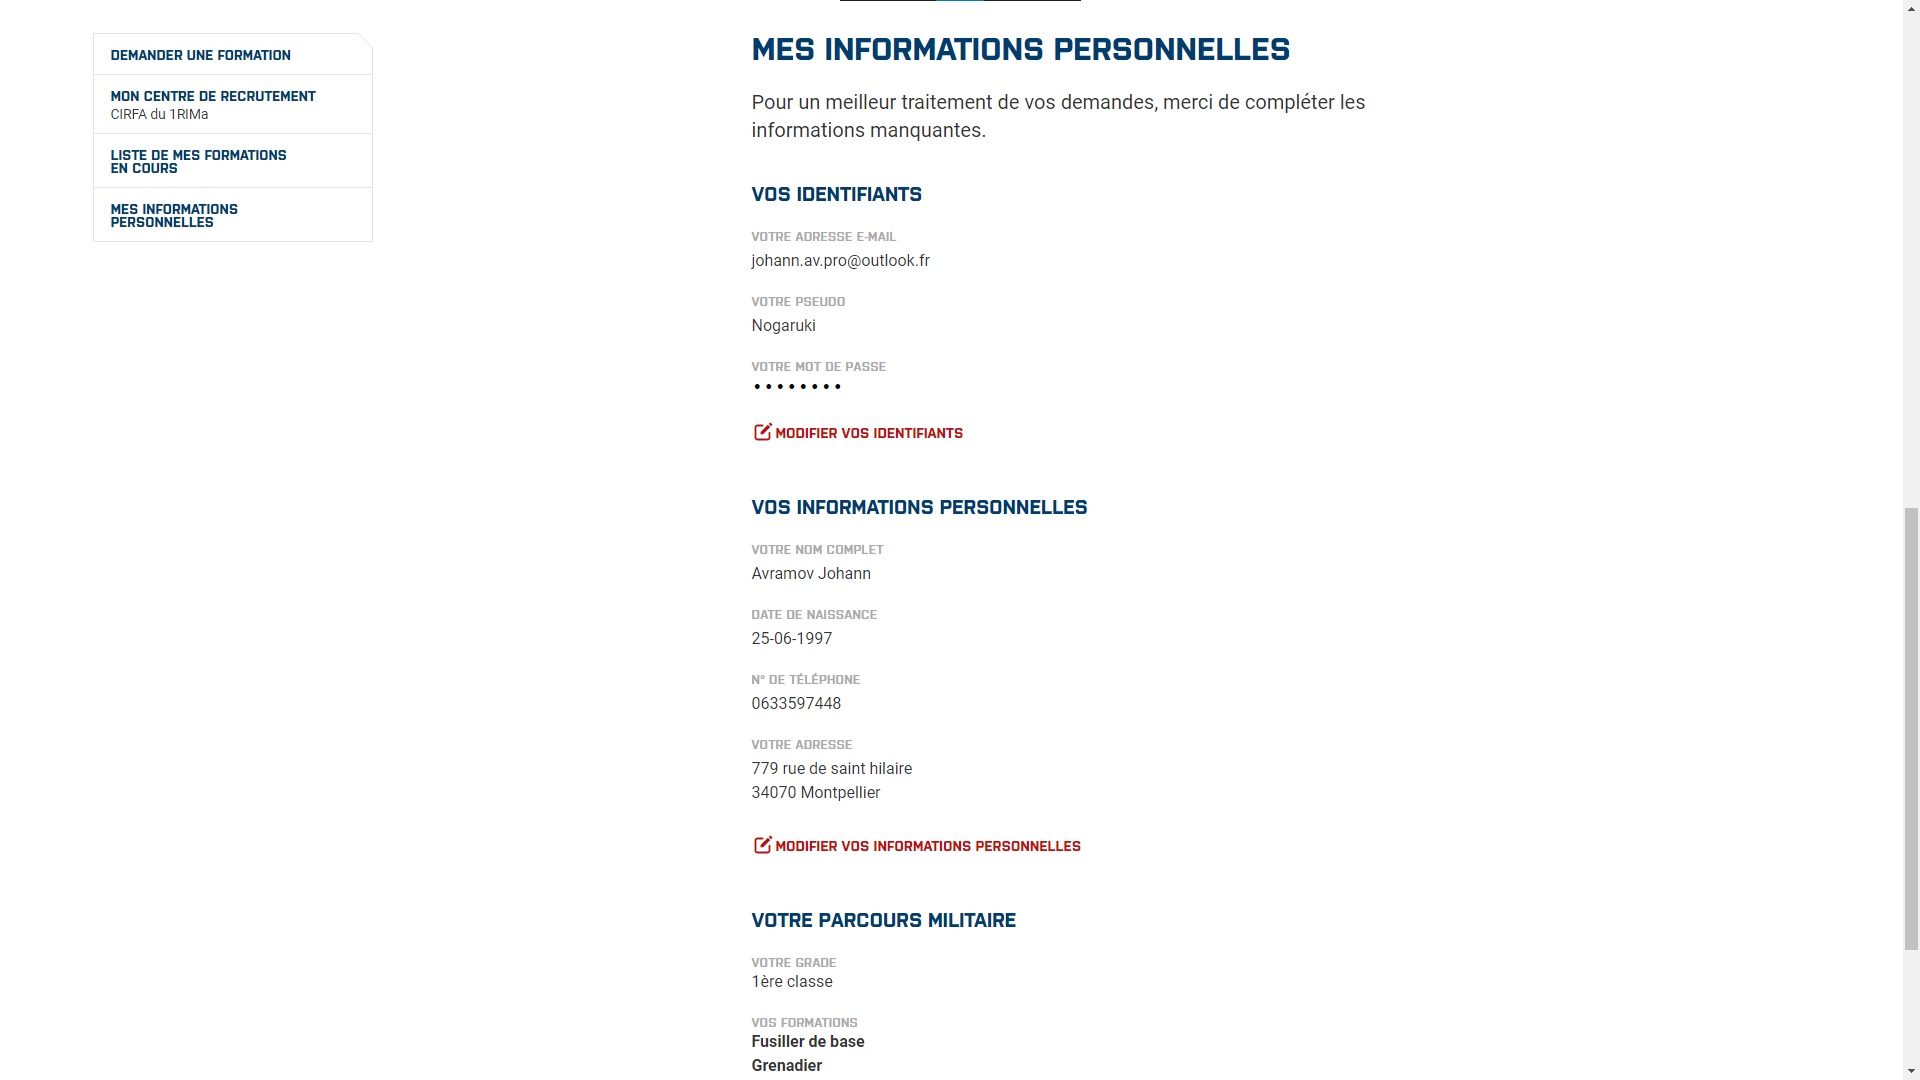 DEMANDER UNE FORMATION
MON CENTRE DE RECRUTEMENT
CIRFA du 1RIMa
LISTE DE MES FORMATIONS
EN COURS
MES INFORMATIONS
PERSONNELLES
MES INFORMATIONS PERSONNELLES
Pour un meilleur traitement de vos demandes, merci de compléter les
informations manquantes.
VOS IDENTIFIANTS
VOTRE ADRESSE E-MAIL
johann.av.pro@outlook.fr
VOTRE PSEUDO
Nogaruki
VOTRE MOT DE PASSE
••••••••
MODIFIER VOS IDENTIFIANTS
VOS INFORMATIONS PERSONNELLES
VOTRE NOM COMPLET
Avramov Johann
DATE DE NAISSANCE
25-06-1997
N° DE TÉLÉPHONE
0633597448
VOTRE ADRESSE
779 rue de saint hilaire
34070 Montpellier
MODIFIER VOS INFORMATIONS PERSONNELLES
VOTRE PARCOURS MILITAIRE
VOTRE GRADE
1ère classe
VOS FORMATIONS
Fusiller de base
Grenadier